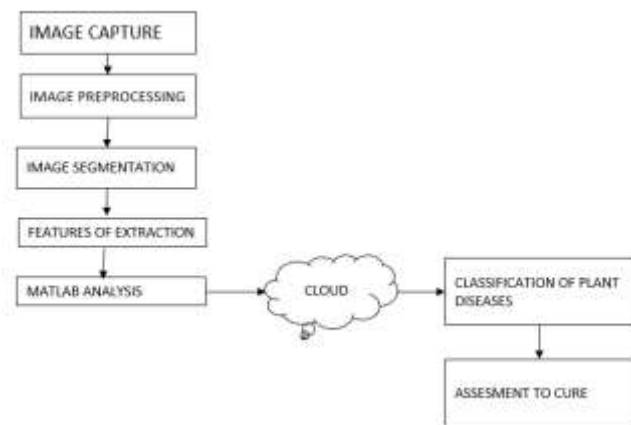 IMAGE CAPTURE
IMAGE PREPROCESSING
IMAGE SEGMENTATION
FEATURES OF EXTRACTION
MATLAB ANALYSIS
CLOUD
CLASSIFICATION OF PLANT
DISEASES
ASSESMENT TO CURE